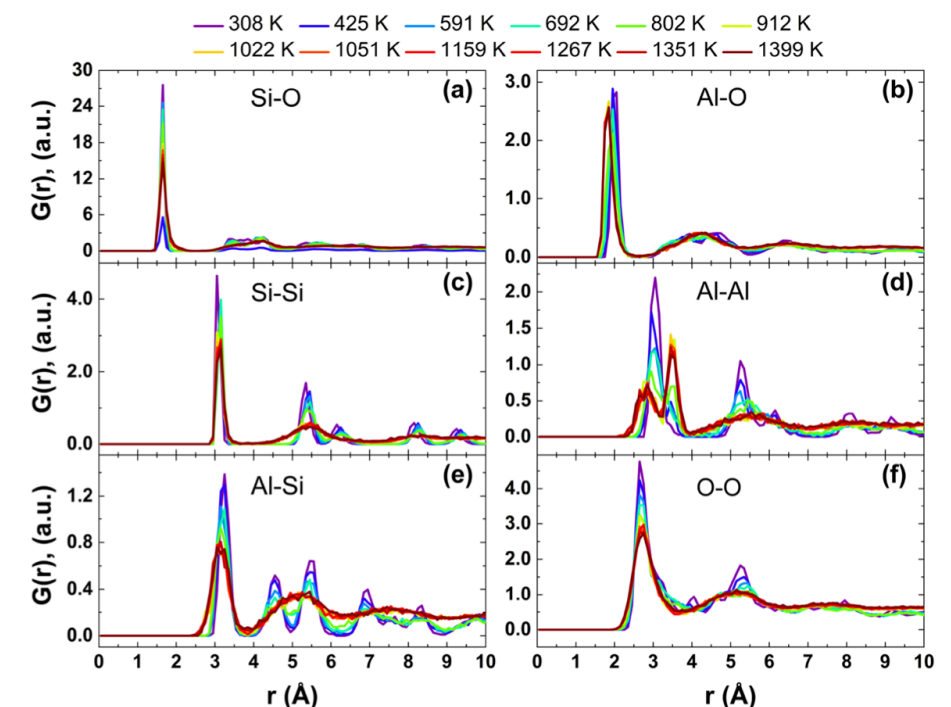 308 K 425 K 591 K 692 K 802 K 912 K
1022 K 1051 K 1159 K 1267 K 1351 K 1399 K
30 24 18 12 6 0
G(r), (a.u.)
Si-O
(a)
3.0 2.0 1.0 0.0
G(r), (a.u.)
Al-O
(b)
4.0 2.0 0.0
G(r), (a.u.)
Si-Si
(c)
2.0 1.5 1.0 0.5 0.0
G(r), (a.u.)
Al-Al
(d)
1.2 0.8 0.4 0.0
G(r), (a.u.)
Al-Si
(e)
4.0 3.0 2.0 1.0 0.0
G(r), (a.u.)
O-O
(f)
0 1 2 3 4 5 6 7 8 9 10
0 1 2 3 4 5 6 7 8 9 10
r (Å)
r (Å)